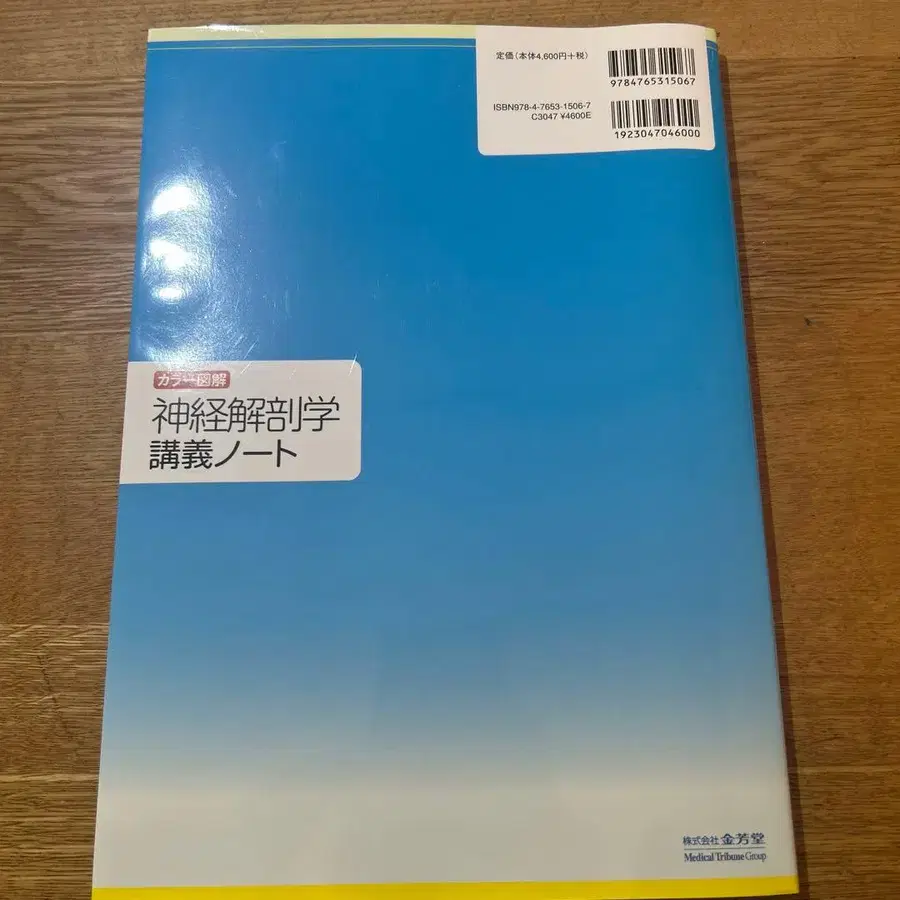 定価(本体4,600円+税)
9784765315067
ISBN978-4-7653-1506-7
C3047 ¥4600E
1923047046000
カラー図解
神経解剖学
講義ノート
株式会社 金芳堂
Medical Tribune Group